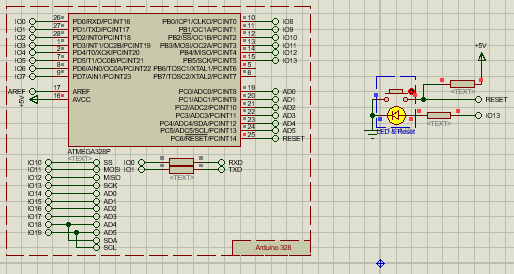 IO0 26 PD0/RXD/PCINT16 PB0/ICP1/CLKO/PCINT0 10 IO8
IO1 27 PD1/TXD/PCINT17 PB1/OC1A/PCINT1 11 IO9
IO2 28 PD2/INT0/PCINT18 PB2/SS/OC1B/PCINT2 12 IO10
IO3 1 PD3/INT1/OC2B/PCINT19 PB3/MOSI/OC2A/PCINT3 13 IO11
IO4 2 PD4/T0/XCK/PCINT20 PB4/MISO/PCINT4 14 IO12
IO5 7 PD5/T1/OC0B/PCINT21 PB5/SCK/PCINT5 15 IO13
IO6 8 PD6/AIN0/OC0A/PCINT22 PB6/TOSC1/XTAL1/PCINT6 5
IO7 9 PD7/AIN1/PCINT23 PB7/TOSC2/XTAL2/PCINT7 6
AREF 17 AREF PC0/ADC0/PCINT8 19 AD0
+5V 16 AVCC PC1/ADC1/PCINT9 20 AD1
PC2/ADC2/PCINT10 21 AD2
PC3/ADC3/PCINT11 22 AD3
PC4/ADC4/SDA/PCINT12 23 AD4
PC5/ADC5/SCL/PCINT13 24 AD5
PC6/RESET/PCINT14 25 RESET
ATMEGA328P
<TEXT>
IO10 SS
IO11 MOSI
IO12 MISO
IO13 SCK
IO14 AD0
IO15 AD1
IO16 AD2
IO17 AD3
IO18 AD4
IO19 AD5
SDA
SCL
IO0 RXD
IO1 TXD
<TEXT>
Arduino 328
+5V
<TEXT>
RESET
IO13
<TEXT>
LED & Reset